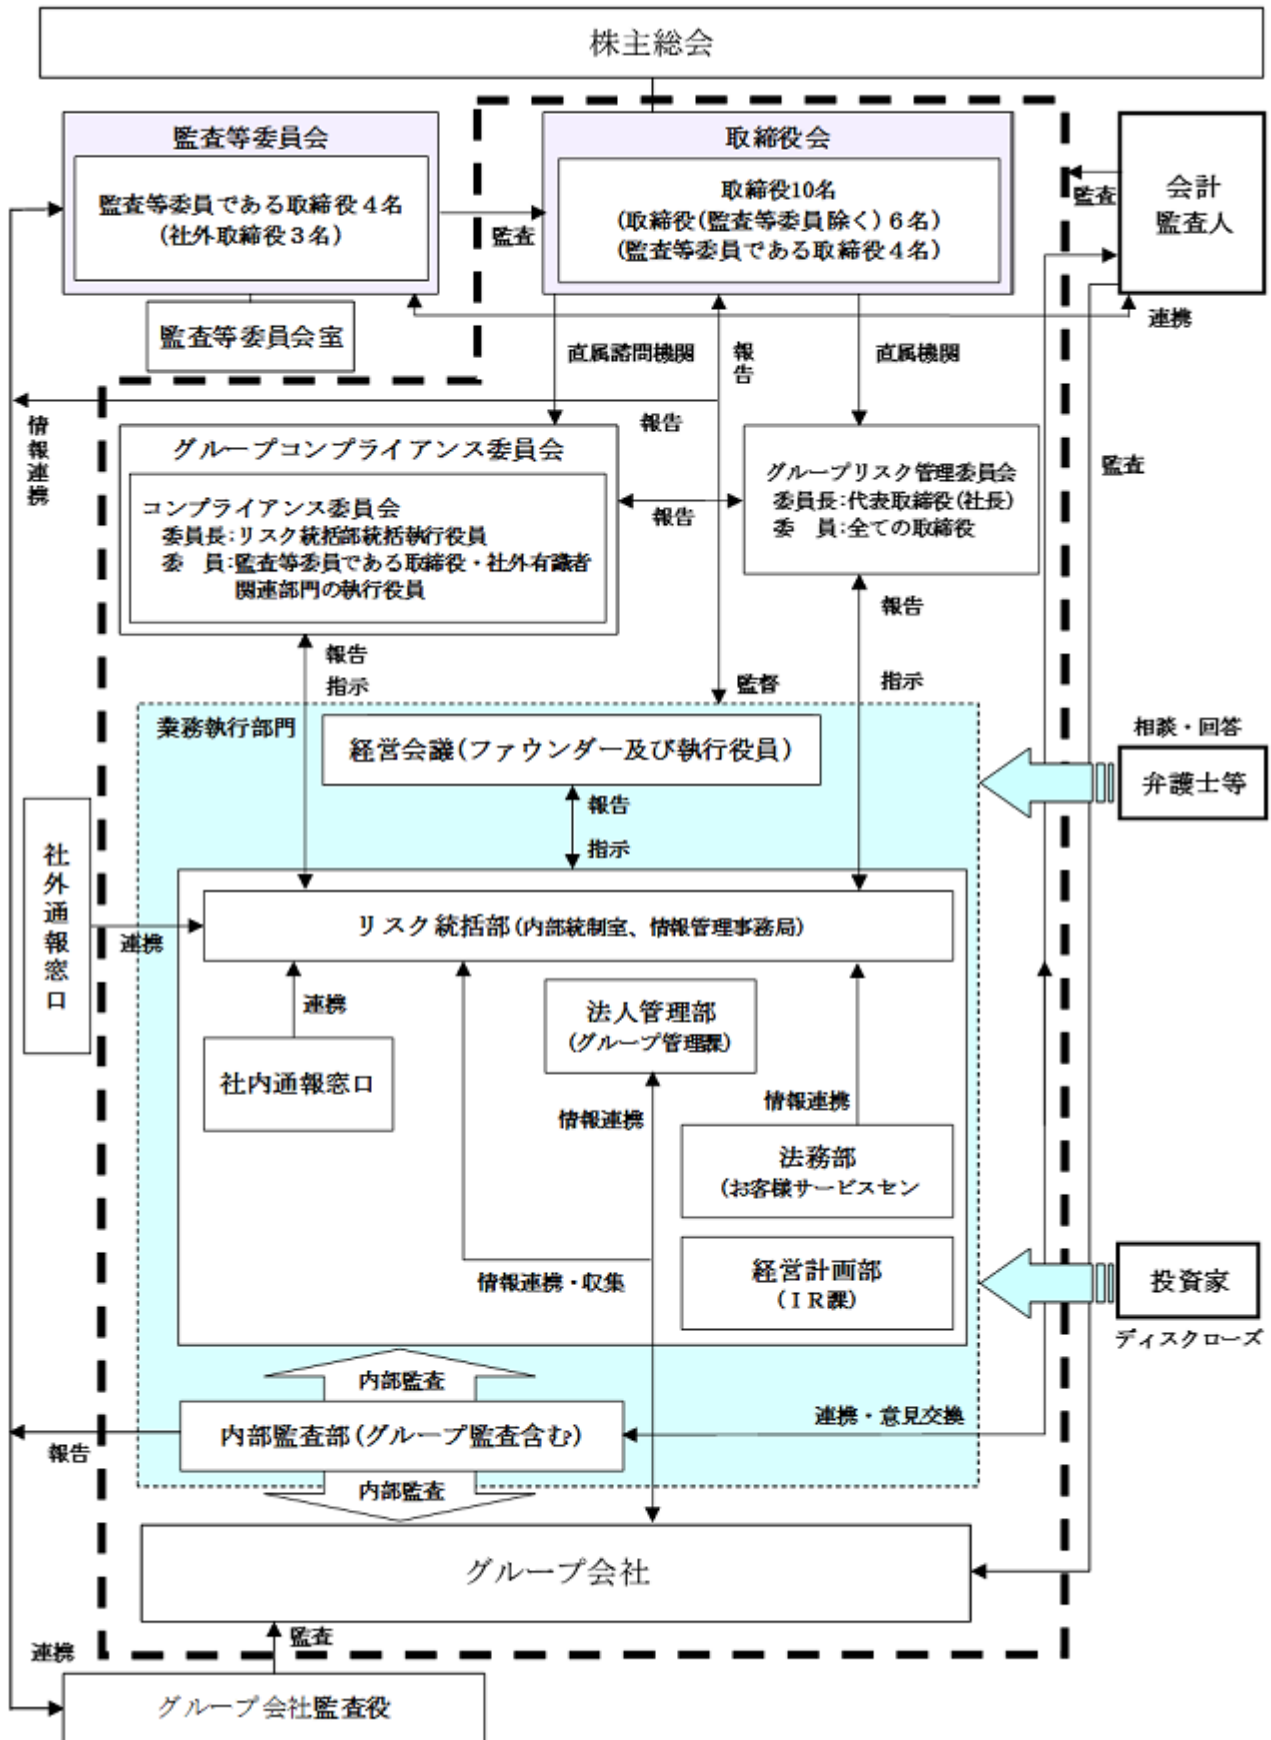 株主総会
監査等委員会
監査等委員である取締役４名
(社外取締役３名)
監査等委員会室
取締役会
取締役10名
(取締役(監査等委員除く)６名)
(監査等委員である取締役４名)
会計
監査人
監査
監査
連携
直属諮問機関
報告
直属機関
情報連携
報告
監査
グループコンプライアンス委員会
コンプライアンス委員会
委員長:リスク統括部統括執行役員
委　員:監査等委員である取締役・社外有識者
関連部門の執行役員
報告
グループリスク管理委員会
委員長:代表取締役(社長)
委　員:全ての取締役
報告
指示
監督
報告
指示
業務執行部門
経営会議(ファウンダー及び執行役員)
報告
指示
相談・回答
弁護士等
社外通報窓口
連携
リスク統括部(内部統制室、情報管理事務局)
連携
社内通報窓口
法人管理部
(グループ管理課)
情報連携
情報連携
法務部
(お客様サービスセン
情報連携・収集
経営計画部
(ＩＲ課)
投資家
ディスクローズ
内部監査
内部監査部(グループ監査含む)
連携・意見交換
報告
内部監査
グループ会社
監査
連携
グループ会社監査役